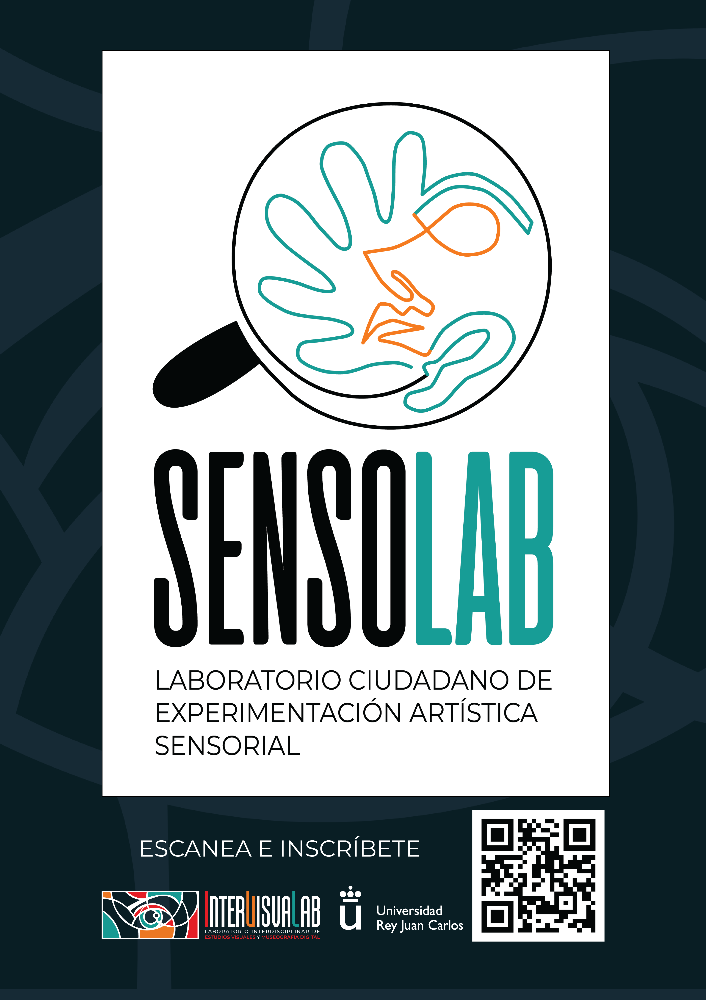 SENSOLAB
LABORATORIO CIUDADANO DE
EXPERIMENTACIÓN ARTÍSTICA
SENSORIAL
ESCANEA E INSCRÍBETE
INTERVISUALAB
LABORATORIO INTERDISCIPLINAR DE
ESTUDIOS VISUALES Y MUSEOGRAFÍA DIGITAL
ü
Universidad
Rey Juan Carlos